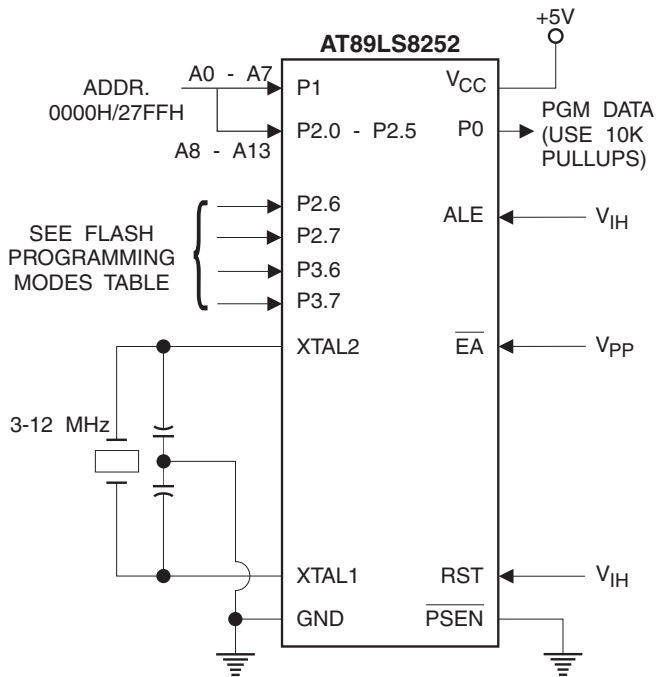 +5V
AT89LS8252
ADDR.
0000H/27FFH
A0 - A7
A8 - A13
P1
P2.0 - P2.5
VCC
P0
PGM DATA
(USE 10K
PULLUPS)
SEE FLASH
PROGRAMMING
MODES TABLE
P2.6
P2.7
P3.6
P3.7
ALE
VIH
XTAL2
EA
VPP
3-12 MHz
XTAL1
RST
VIH
GND
PSEN